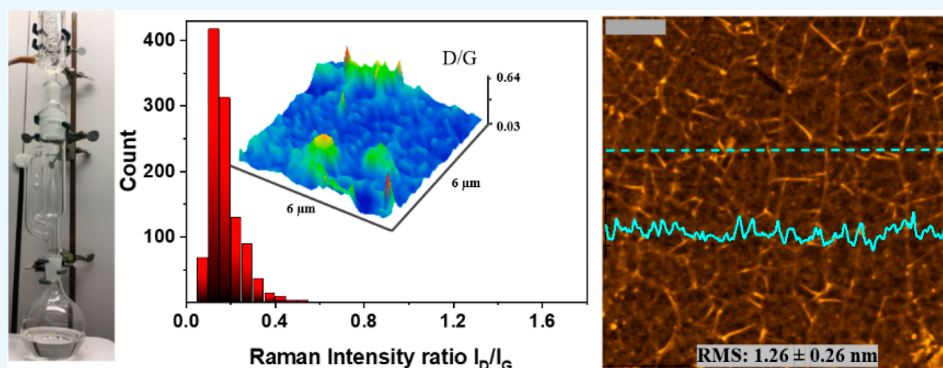 400
300
200
100
Count
0.0 0.4 0.8 1.2 1.6
Raman Intensity ratio I_D/I_G
D/G
0.64
0.03
6 μm
6 μm
RMS: 1.26 ± 0.26 nm